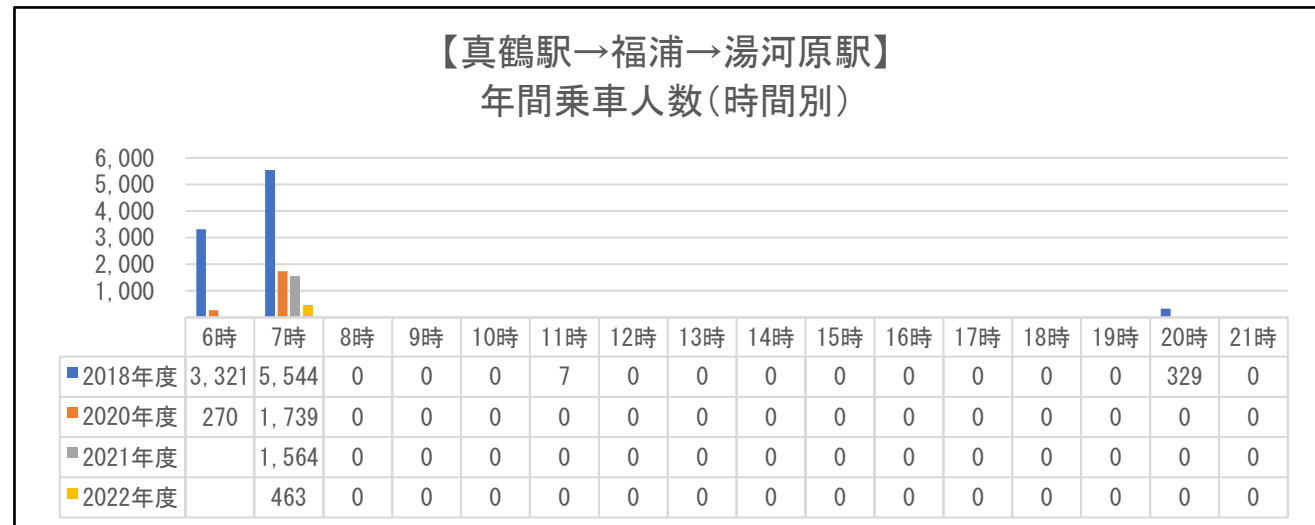 【真鶴駅→福浦→湯河原駅】
年間乗車人数(時間別)
6,000
5,000
4,000
3,000
2,000
1,000
6時 7時 8時 9時 10時 11時 12時 13時 14時 15時 16時 17時 18時 19時 20時 21時
2018年度 3,321 5,544 0 0 0 7 0 0 0 0 0 0 0 0 329 0
2020年度 270 1,739 0 0 0 0 0 0 0 0 0 0 0 0 0 0
2021年度 1,564 0 0 0 0 0 0 0 0 0 0 0 0 0 0
2022年度 463 0 0 0 0 0 0 0 0 0 0 0 0 0 0